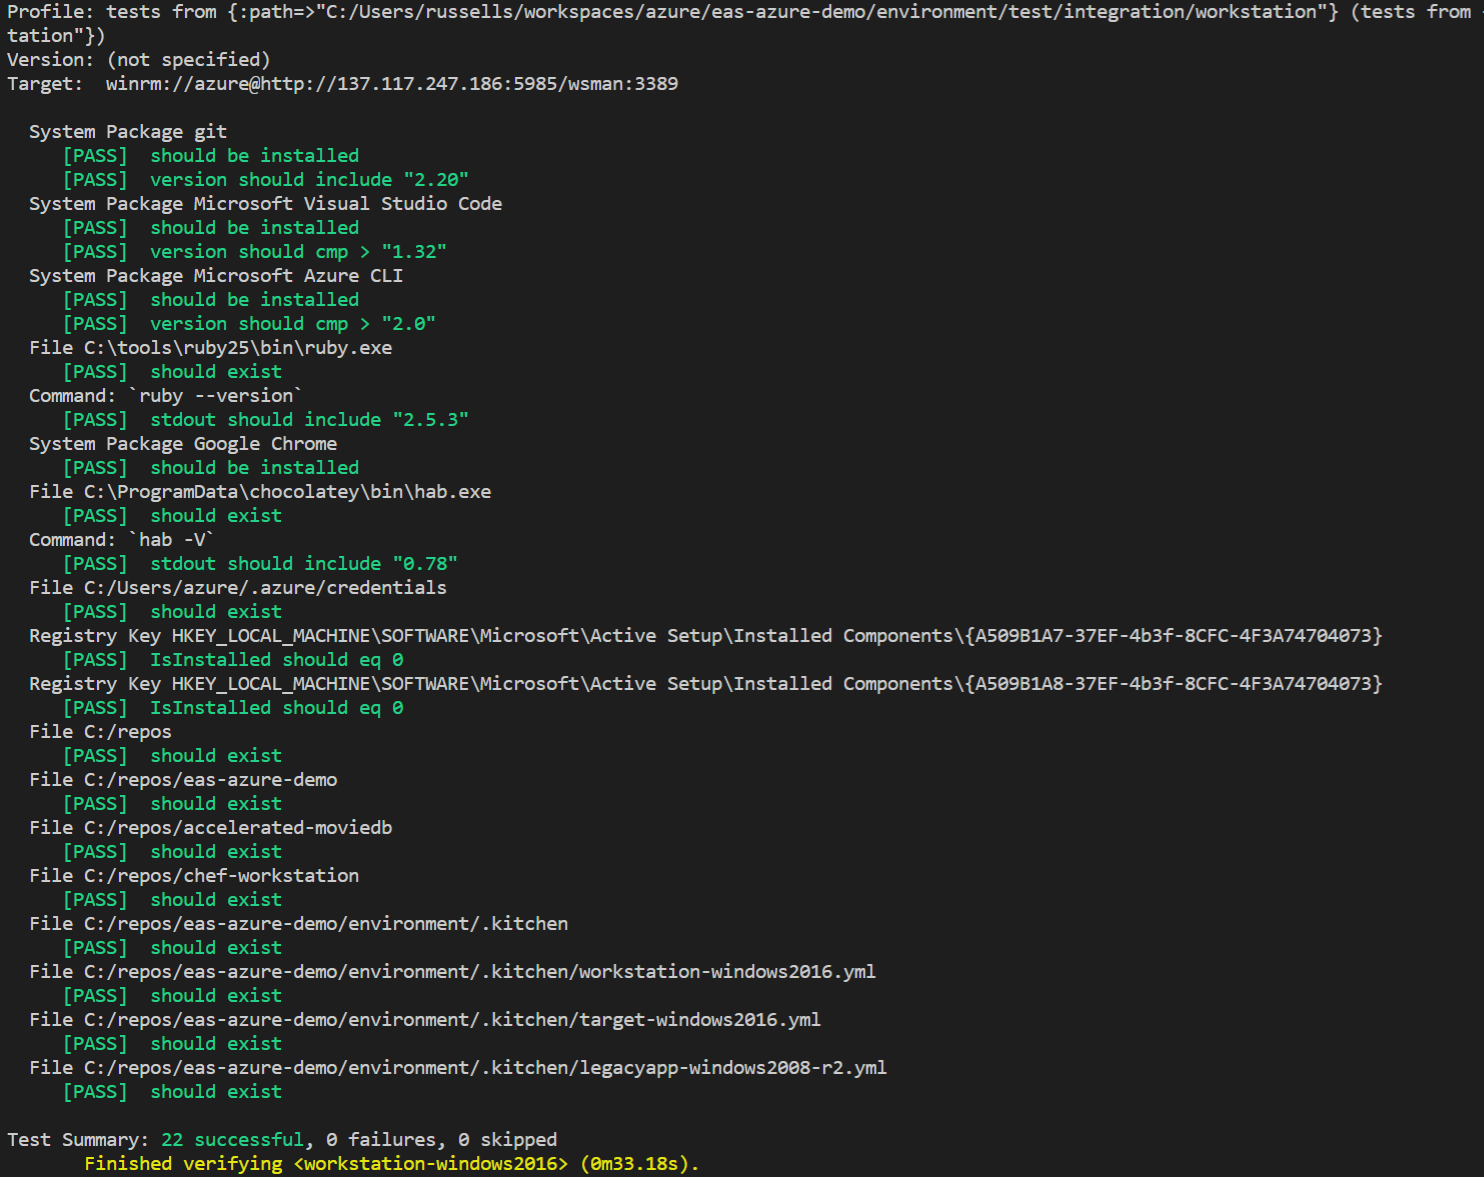 Profile: tests from {:path=>"C:/Users/russells/workspaces/azure/eas-azure-demo/environment/test/integration/workstation"} (tests from
tation"})
Version: (not specified)
Target:  winrm://azure@http://137.117.247.186:5985/wsman:3389
System Package git
[PASS]  should be installed
[PASS]  version should include "2.20"
System Package Microsoft Visual Studio Code
[PASS]  should be installed
[PASS]  version should cmp > "1.32"
System Package Microsoft Azure CLI
[PASS]  should be installed
[PASS]  version should cmp > "2.0"
File C:\tools\ruby25\bin\ruby.exe
[PASS]  should exist
Command: `ruby --version`
[PASS]  stdout should include "2.5.3"
System Package Google Chrome
[PASS]  should be installed
File C:\ProgramData\chocolatey\bin\hab.exe
[PASS]  should exist
Command: `hab -V`
[PASS]  stdout should include "0.78"
File C:/Users/azure/.azure/credentials
[PASS]  should exist
Registry Key HKEY_LOCAL_MACHINE\SOFTWARE\Microsoft\Active Setup\Installed Components\{A509B1A7-37EF-4b3f-8CFC-4F3A74704073}
[PASS]  IsInstalled should eq 0
Registry Key HKEY_LOCAL_MACHINE\SOFTWARE\Microsoft\Active Setup\Installed Components\{A509B1A8-37EF-4b3f-8CFC-4F3A74704073}
[PASS]  IsInstalled should eq 0
File C:/repos
[PASS]  should exist
File C:/repos/eas-azure-demo
[PASS]  should exist
File C:/repos/accelerated-moviedb
[PASS]  should exist
File C:/repos/chef-workstation
[PASS]  should exist
File C:/repos/eas-azure-demo/environment/.kitchen
[PASS]  should exist
File C:/repos/eas-azure-demo/environment/.kitchen/workstation-windows2016.yml
[PASS]  should exist
File C:/repos/eas-azure-demo/environment/.kitchen/target-windows2016.yml
[PASS]  should exist
File C:/repos/eas-azure-demo/environment/.kitchen/legacyapp-windows2008-r2.yml
[PASS]  should exist
Test Summary: 22 successful, 0 failures, 0 skipped
Finished verifying <workstation-windows2016> (0m33.18s).